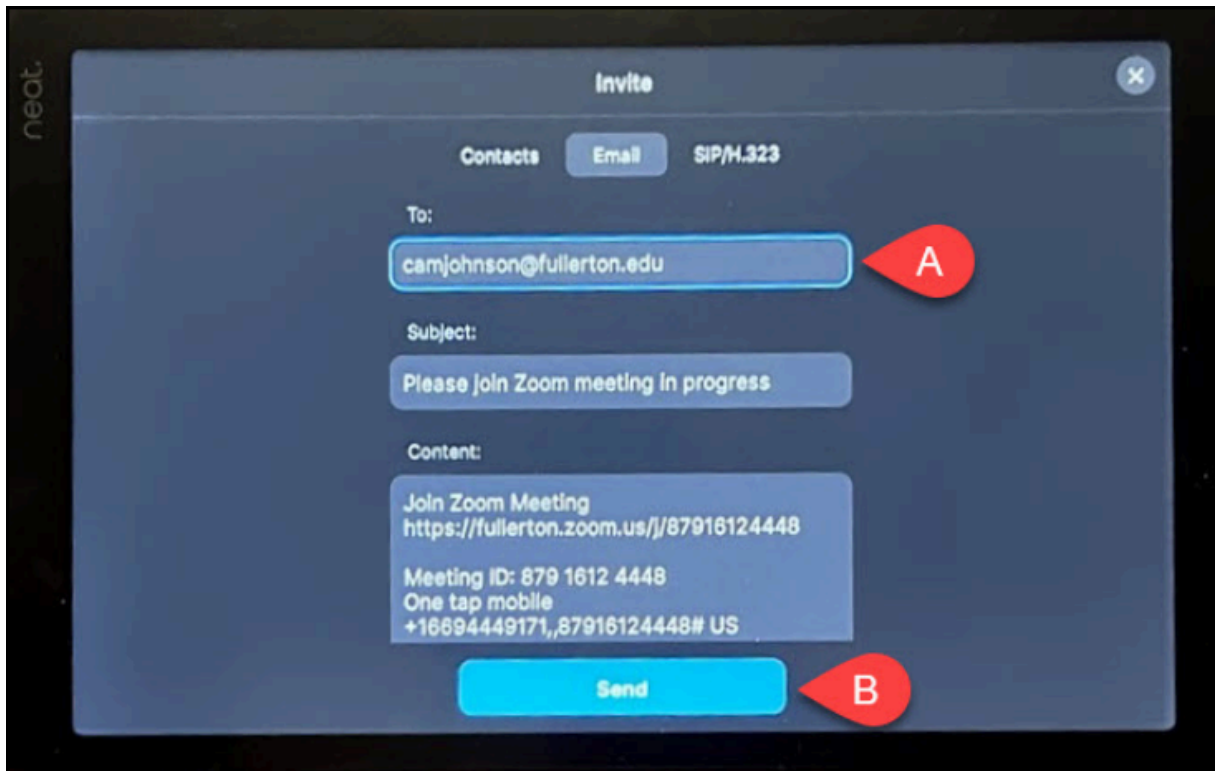 neat.
Invite
Contacts Email SIP/H.323
To:
camjohnson@fullerton.edu
A
Subject:
Please join Zoom meeting in progress
Content:
Join Zoom Meeting
https://fullerton.zoom.us/j/87916124448
Meeting ID: 879 1612 4448
One tap mobile
+16694449171,,87916124448# US
Send
B